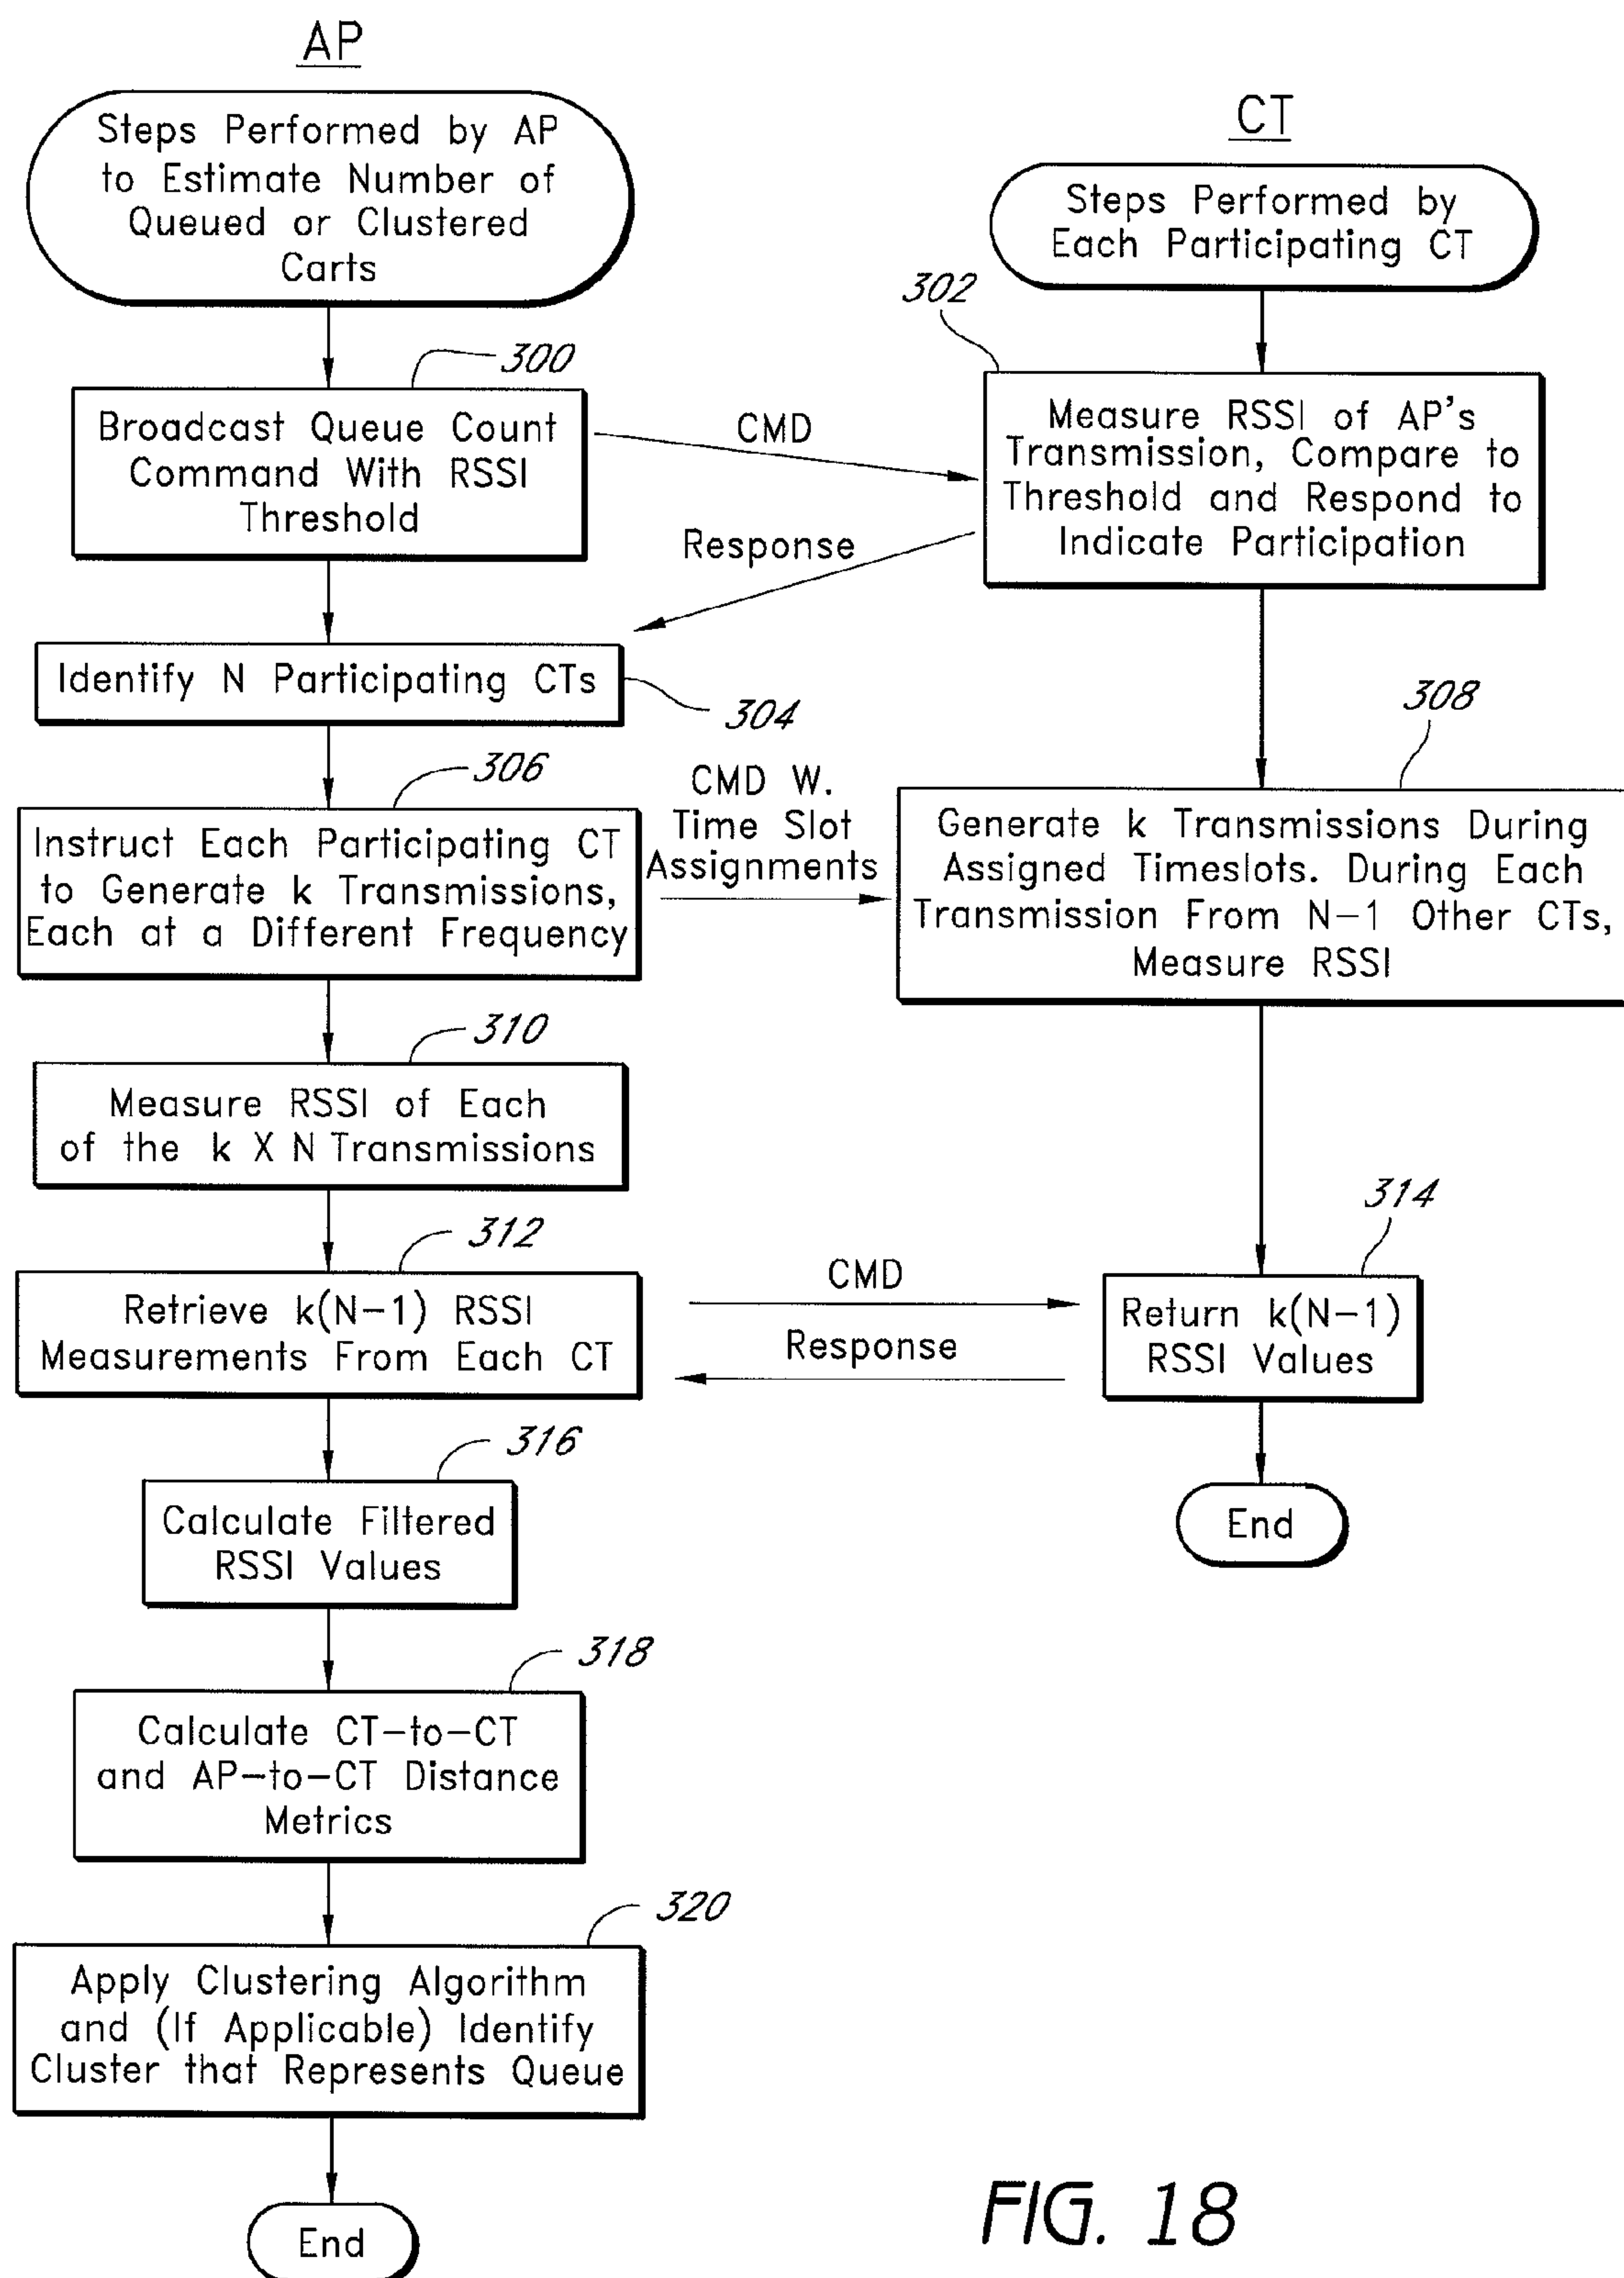 AP
Steps Performed by AP
to Estimate Number of
Queued or Clustered
Carts
CT
Steps Performed by
Each Participating CT
300
Broadcast Queue Count
Command With RSSI
Threshold
CMD
302
Measure RSSI of AP's
Transmission, Compare to
Threshold and Respond to
Indicate Participation
Response
Identify N Participating CTs
304
306
Instruct Each Participating CT
to Generate k Transmissions,
Each at a Different Frequency
CMD W.
Time Slot
Assignments
308
Generate k Transmissions During
Assigned Timeslots. During Each
Transmission From N-1 Other CTs,
Measure RSSI
310
Measure RSSI of Each
of the k X N Transmissions
312
Retrieve k(N-1) RSSI
Measurements From Each CT
CMD
Response
314
Return k(N-1)
RSSI Values
End
316
Calculate Filtered
RSSI Values
318
Calculate CT-to-CT
and AP-to-CT Distance
Metrics
320
Apply Clustering Algorithm
and (If Applicable) Identify
Cluster that Represents Queue
End
FIG. 18